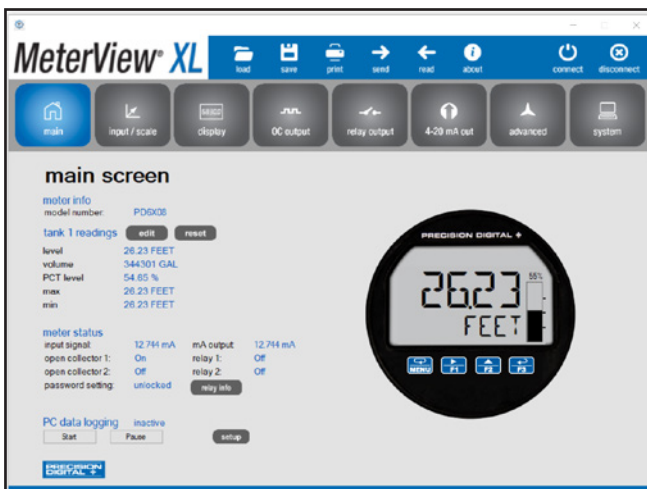 MeterView® XL
load save print send read about connect disconnect
main input / scale display OC output relay output 4-20 mA out advanced system
main screen
meter info
model number: PD6X08
tank 1 readings edit reset
level 26.23 FEET
volume 344301 GAL
PCT level 54.65 %
max 26.23 FEET
min 26.23 FEET
meter status
input signal: 12.744 mA mA output: 12.744 mA
open collector 1: On relay 1: Off
open collector 2: Off relay 2: Off
password setting: unlocked relay info
PC data logging inactive
Start Pause setup
PRECISION DIGITAL +
PRECISION DIGITAL +
26.23
55%
FEET
MENU F1 F2 F3